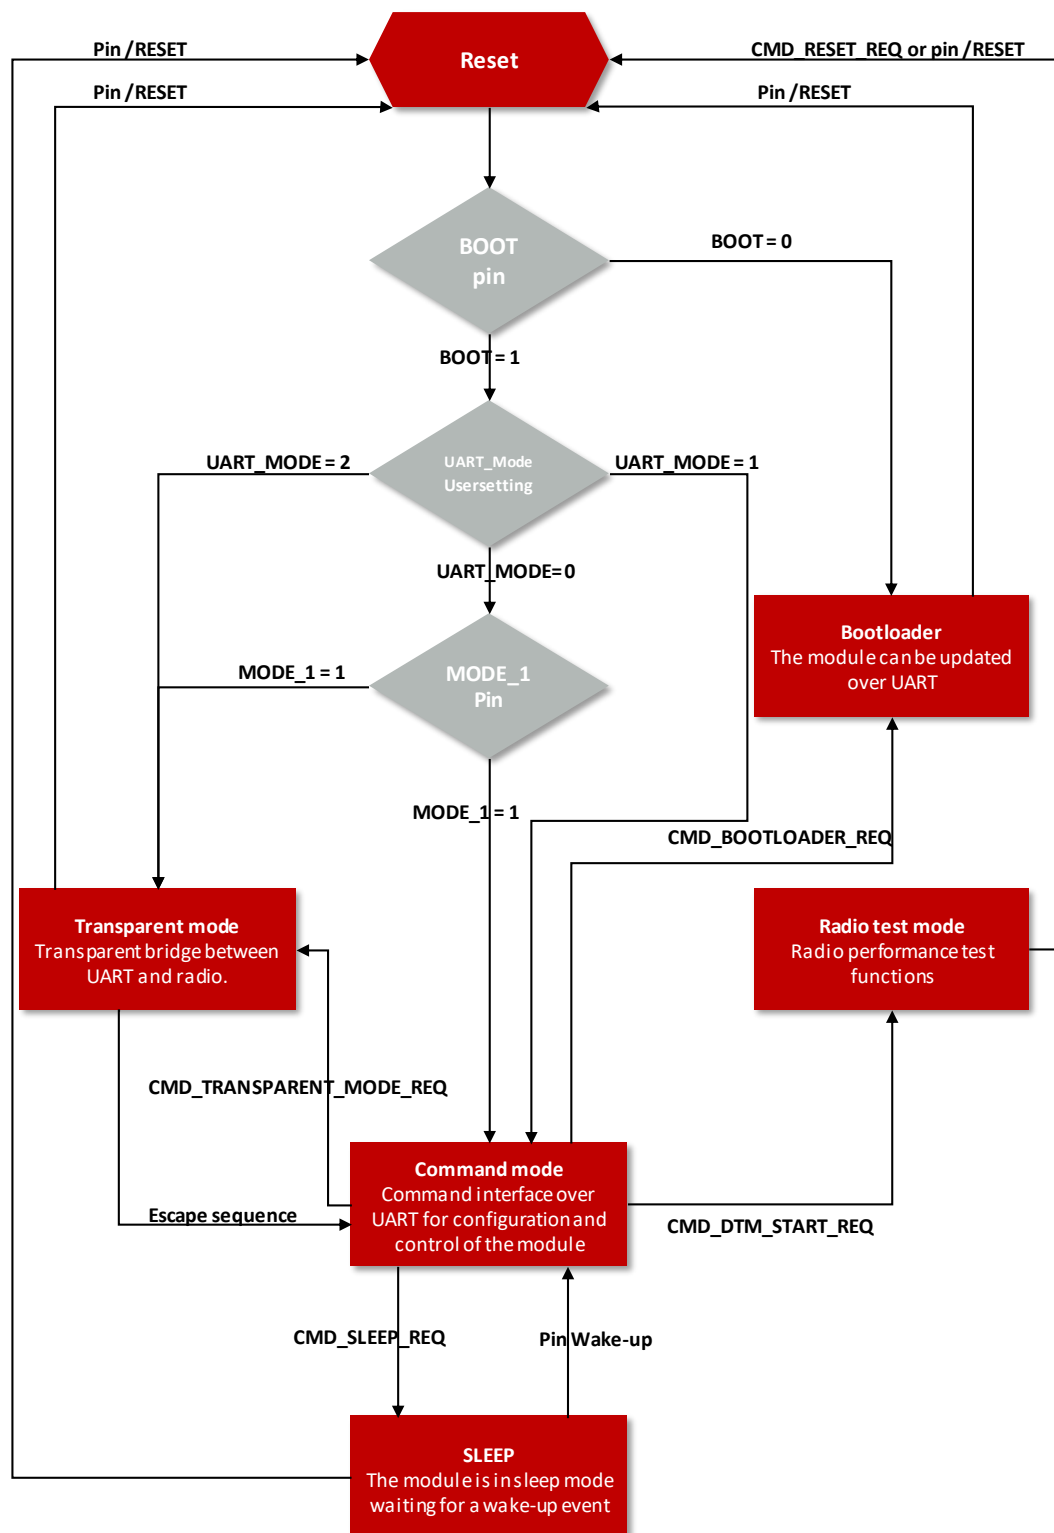 Pin /RESET
Reset
CMD_RESET_REQ or pin /RESET
Pin /RESET
Pin /RESET
BOOT
pin
BOOT = 0
BOOT = 1
UART_MODE = 2
UART_Mode
Usersetting
UART_MODE = 1
UART_MODE= 0
MODE_1 = 1
MODE_1
Pin
Bootloader
The module can be updated
over UART
MODE_1 = 1
CMD_BOOTLOADER_REQ
Transparent mode
Transparent bridge between
UART and radio.
Radio test mode
Radio performance test
functions
CMD_TRANSPARENT_MODE_REQ
Command mode
Command interface over
UART for configuration and
control of the module
Escape sequence
CMD_DTM_START_REQ
CMD_SLEEP_REQ
Pin Wake-up
SLEEP
The module is in sleep mode
waiting for a wake-up event